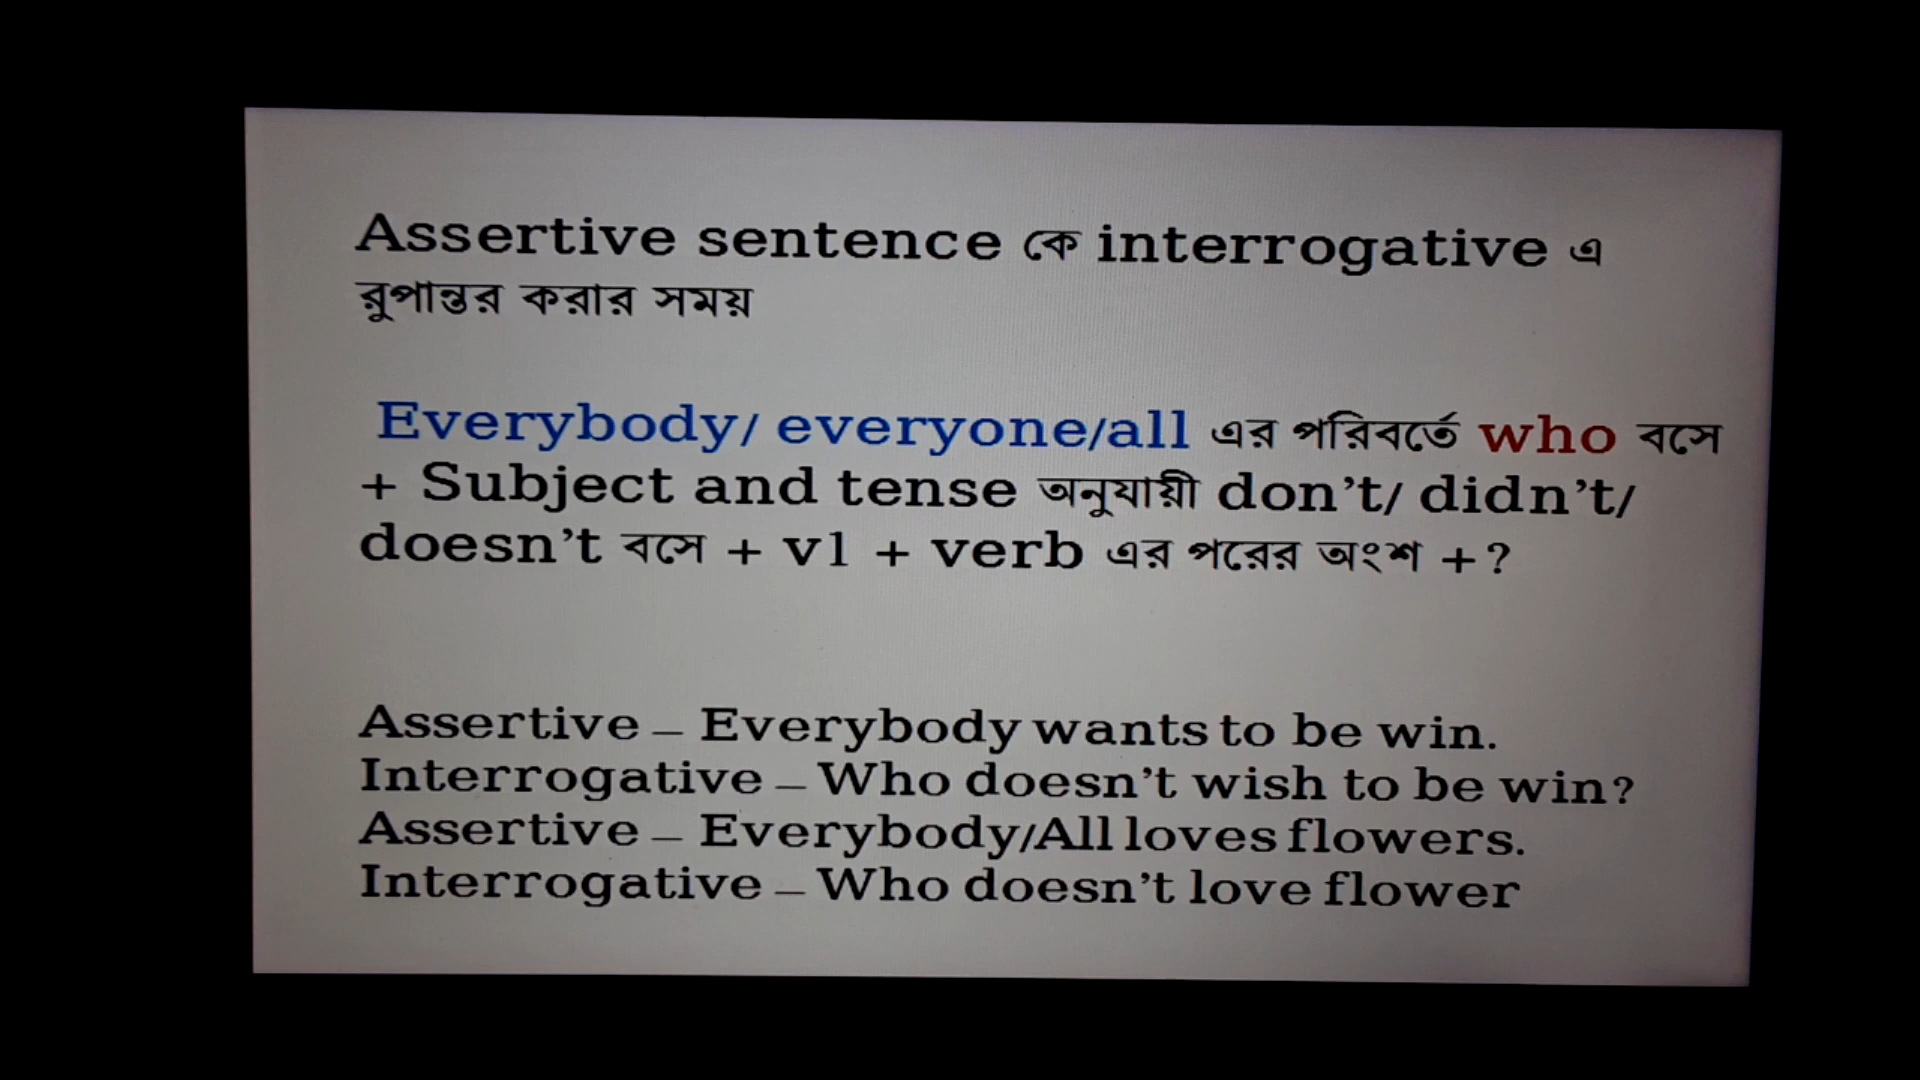 Assertive sentence কে interrogative এ
রুপান্তর করার সময়
Everybody/ everyone/all এর পরিবর্তে who বসে
+ Subject and tense অনুযায়ী don’t/ didn’t/
doesn’t বসে + v1 + verb এর পরের অংশ +?
Assertive – Everybody wants to be win.
Interrogative – Who doesn’t wish to be win?
Assertive – Everybody/All loves flowers.
Interrogative – Who doesn’t love flower